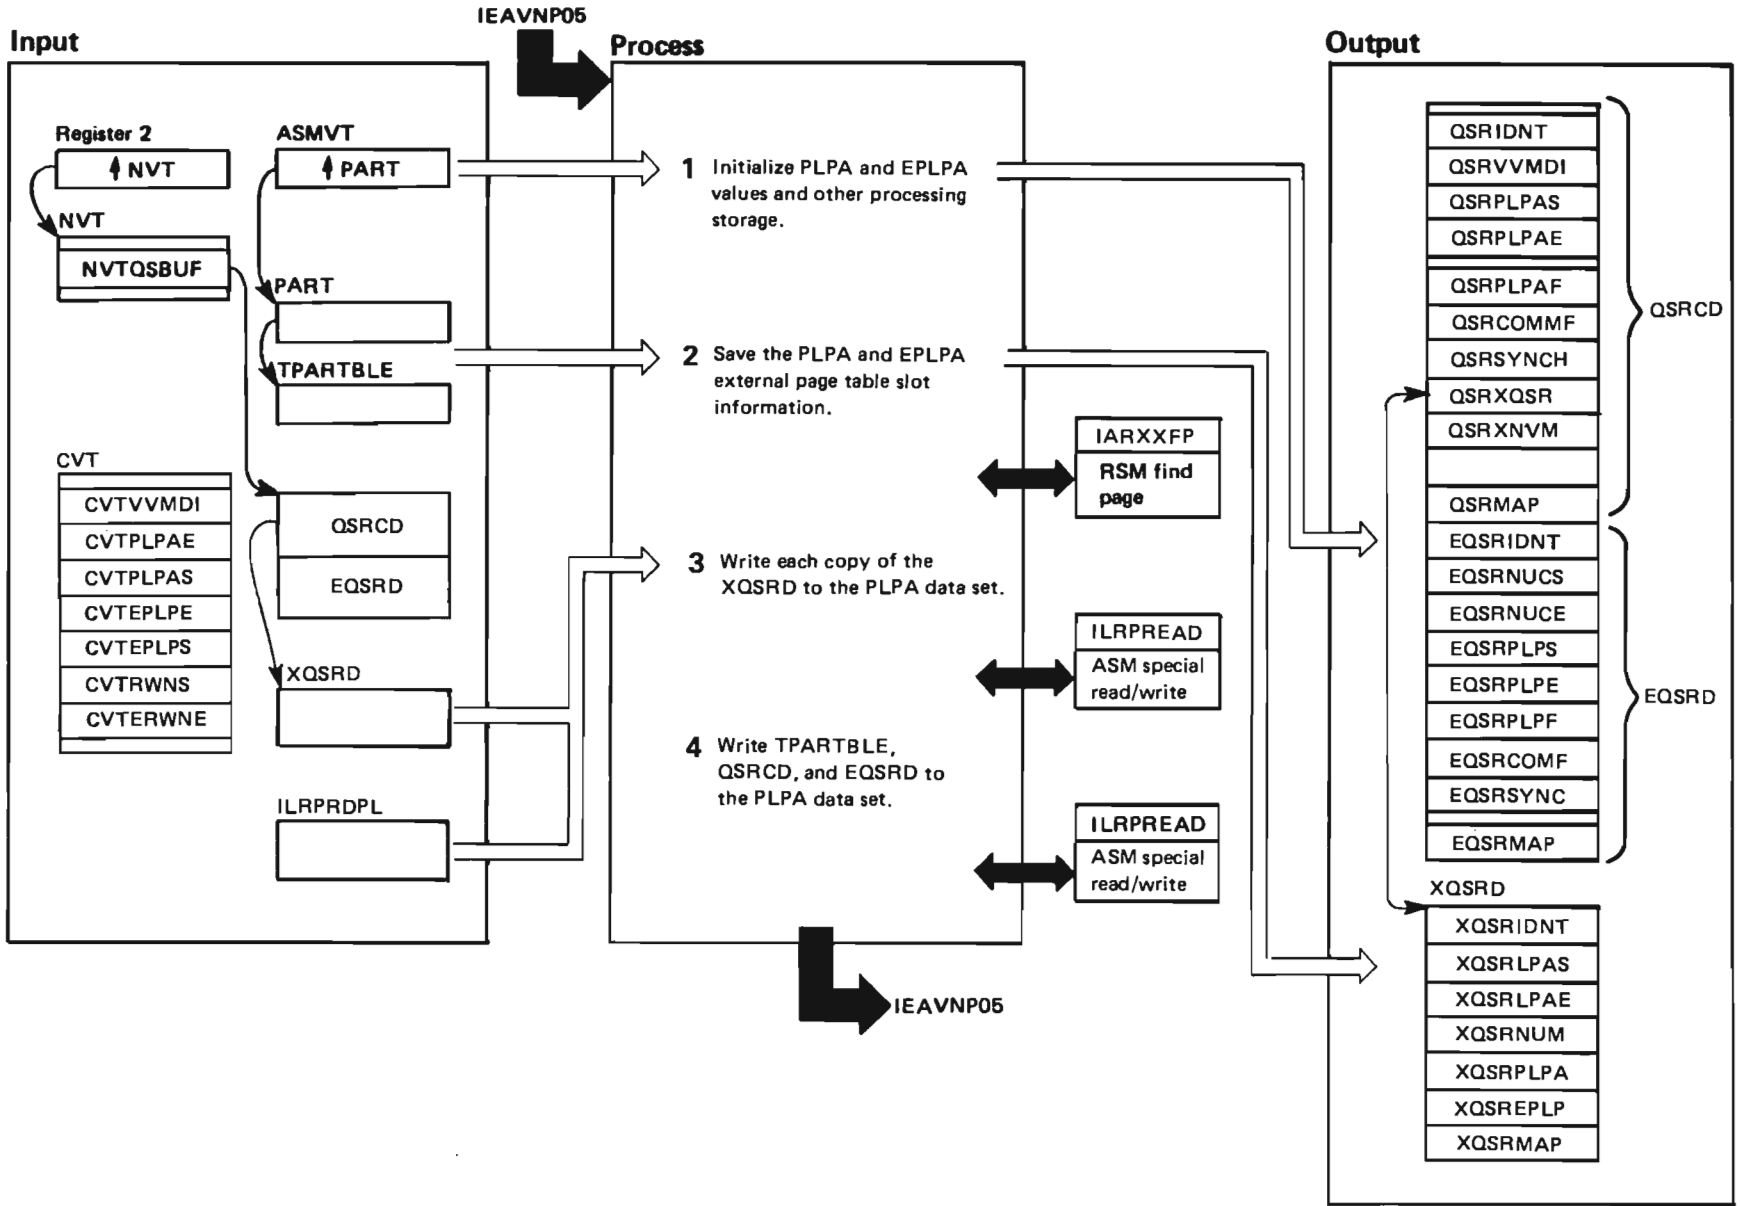 IEAVNP05
Input
Process
Output
Register 2
NVT
NVT
NVTQSBUF
ASMVT
PART
PART
TPARTBLE
CVT
CVTVVMDI
CVTPLPAE
CVTPLPAS
CVTEPLPE
CVTEPLPS
CVTRWNS
CVTERWNE
QSRCD
EQSRD
XQSRD
ILRPRDPL
1 Initialize PLPA and EPLPA
values and other processing
storage.
2 Save the PLPA and EPLPA
external page table slot
information.
IARXXFP
RSM find
page
3 Write each copy of the
XQSRD to the PLPA data set.
ILRPREAD
ASM special
read/write
4 Write TPARTBLE,
QSRCD, and EQSRD to
the PLPA data set.
ILRPREAD
ASM special
read/write
IEAVNP05
QSRIDNT
QSRVVMDI
QSRPLPAS
QSRPLPAE
QSRPLPAF
QSRCOMMF
QSRSYNCH
QSRXQSR
QSRXNVM
QSRMAP
QSRCD
EQSRIDNT
EQSRNUCS
EQSRNUCE
EQSRPLPS
EQSRPLPE
EQSRPLPF
EQSRCOMF
EQSRSYNC
EQSRMAP
EQSRD
XQSRD
XQSRIDNT
XQSRLPAS
XQSRLPAE
XQSRNUM
XQSRPLPA
XQSREPLP
XQSRMAP